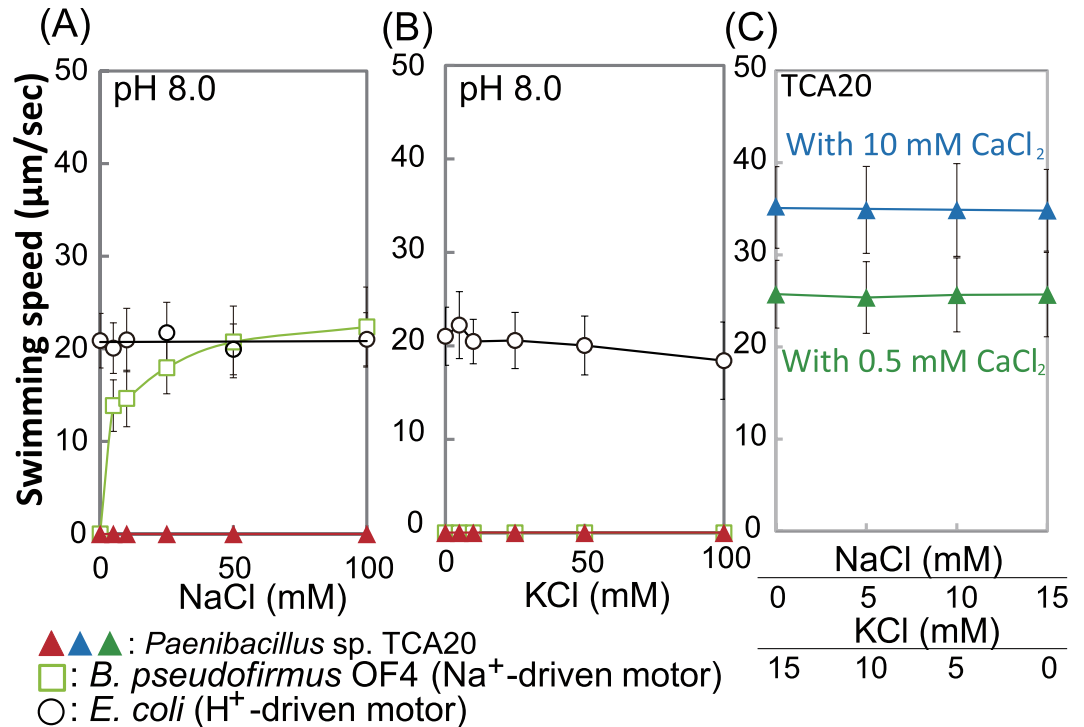 (A)
(B)
(C)
Swimming speed (μm/sec)
50
40
30
20
10
0
pH 8.0
0 50 100
NaCl (mM)
50
40
30
20
10
0
pH 8.0
0 50 100
KCl (mM)
50
40
30
20
10
0
TCA20
With 10 mM CaCl₂
With 0.5 mM CaCl₂
NaCl (mM)
0 5 10 15
KCl (mM)
15 10 5 0
: Paenibacillus sp. TCA20
: B. pseudofirmus OF4 (Na⁺-driven motor)
: E. coli (H⁺-driven motor)